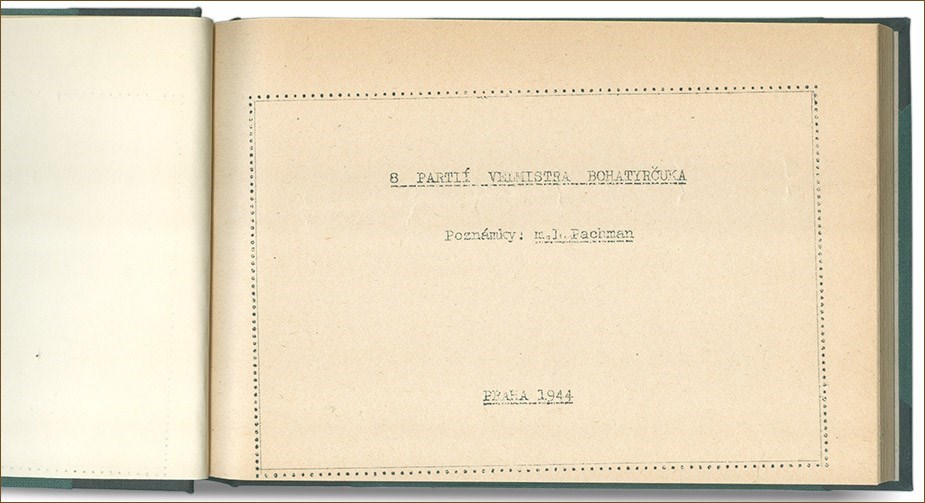 8 PARTIÍ VELMISTRA BOHATYRČUKA
Poznámky: m.L.Pachman
PRAHA 1944